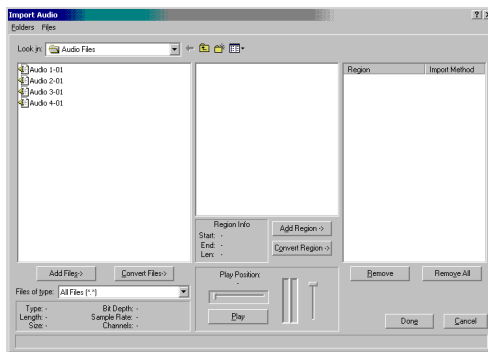 Import Audio
Folders Files
Look in: Audio Files
Audio 1-01
Audio 2-01
Audio 3-01
Audio 4-01
Region Import Method
Region Info
Start: -
End: -
Len: -
Add Region ->
Convert Region ->
Add Files->
Convert Files->
Files of type: All Files (*.*)
Type: -
Length: -
Size: -
Bit Depth: -
Sample Rate: -
Channels: -
Play Position:
-
Play
Remove
Remove All
Done
Cancel